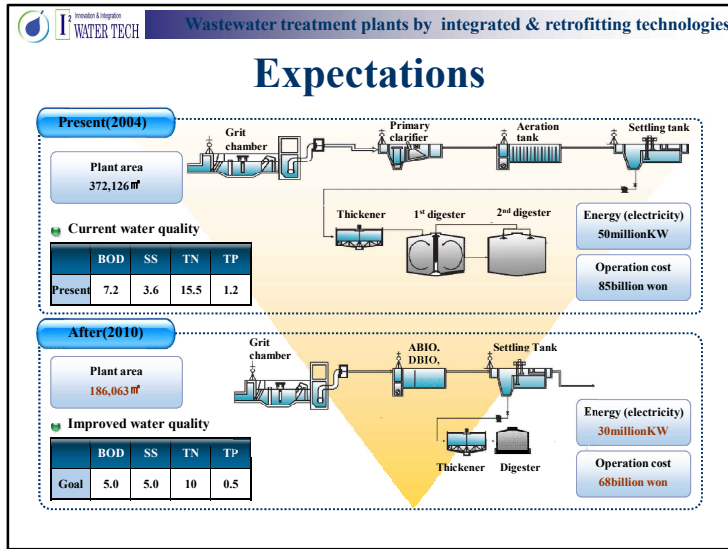 Innovation & Integration
I² WATER TECH
Wastewater treatment plants by integrated & retrofitting technologies
Expectations
Present(2004)
Plant area
372,126㎡
Grit
chamber
Primary
clarifier
Aeration
tank
Settling tank
Thickener
1st digester
2nd digester
Current water quality
BOD SS TN TP
Present 7.2 3.6 15.5 1.2
Energy (electricity)
50millionKW
Operation cost
85billion won
After(2010)
Plant area
186,063㎡
Grit
chamber
ABIO.
DBIO,
Settling Tank
Thickener
Digester
Improved water quality
BOD SS TN TP
Goal 5.0 5.0 10 0.5
Energy (electricity)
30millionKW
Operation cost
68billion won